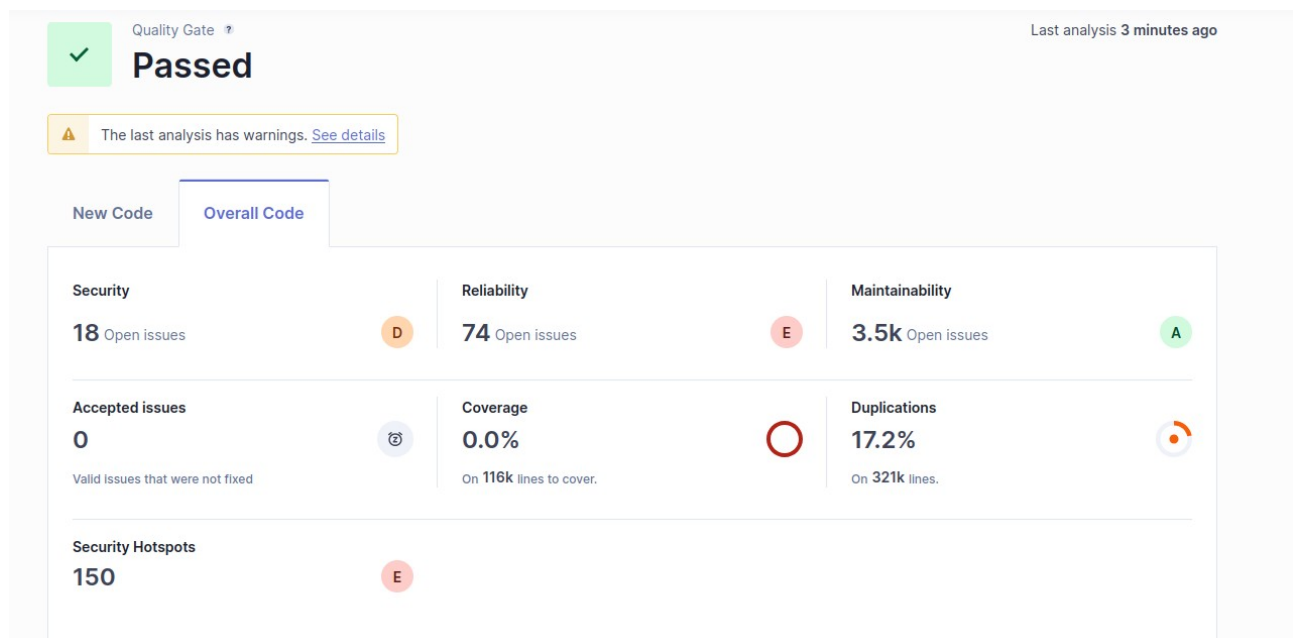 Quality Gate ?
Last analysis 3 minutes ago
Passed
The last analysis has warnings. See details
New Code
Overall Code
Security
18 Open issues
D
Reliability
74 Open issues
E
Maintainability
3.5k Open issues
A
Accepted issues
0
Valid issues that were not fixed
Coverage
0.0%
On 116k lines to cover.
Duplications
17.2%
On 321k lines.
Security Hotspots
150
E